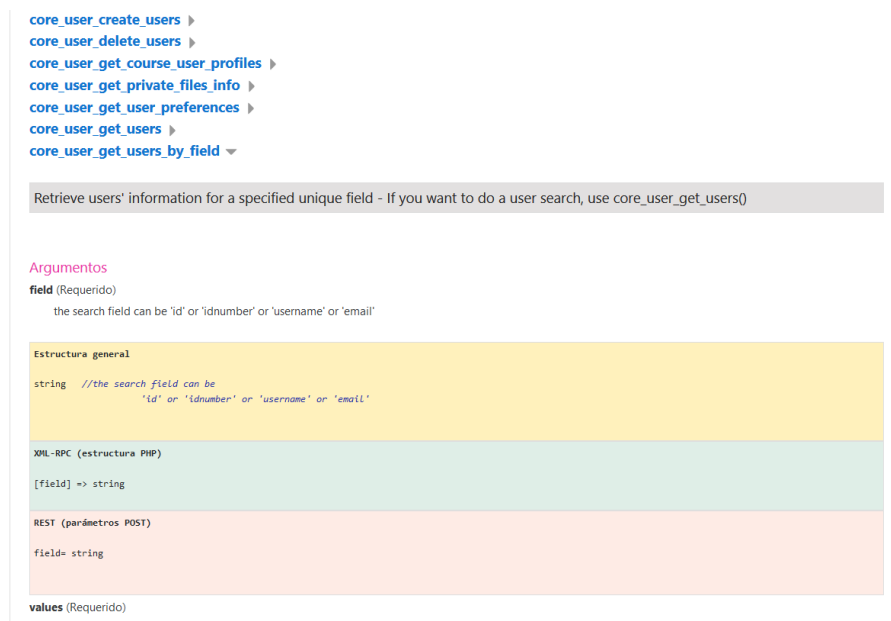 core_user_create_users
core_user_delete_users
core_user_get_course_user_profiles
core_user_get_private_files_info
core_user_get_user_preferences
core_user_get_users
core_user_get_users_by_field
Retrieve users' information for a specified unique field - If you want to do a user search, use core_user_get_users()
Argumentos
field (Requerido)
the search field can be 'id' or 'idnumber' or 'username' or 'email'
Estructura general
string //the search field can be
'id' or 'idnumber' or 'username' or 'email'
XML-RPC (estructura PHP)
[field] => string
REST (parámetros POST)
field= string
values (Requerido)